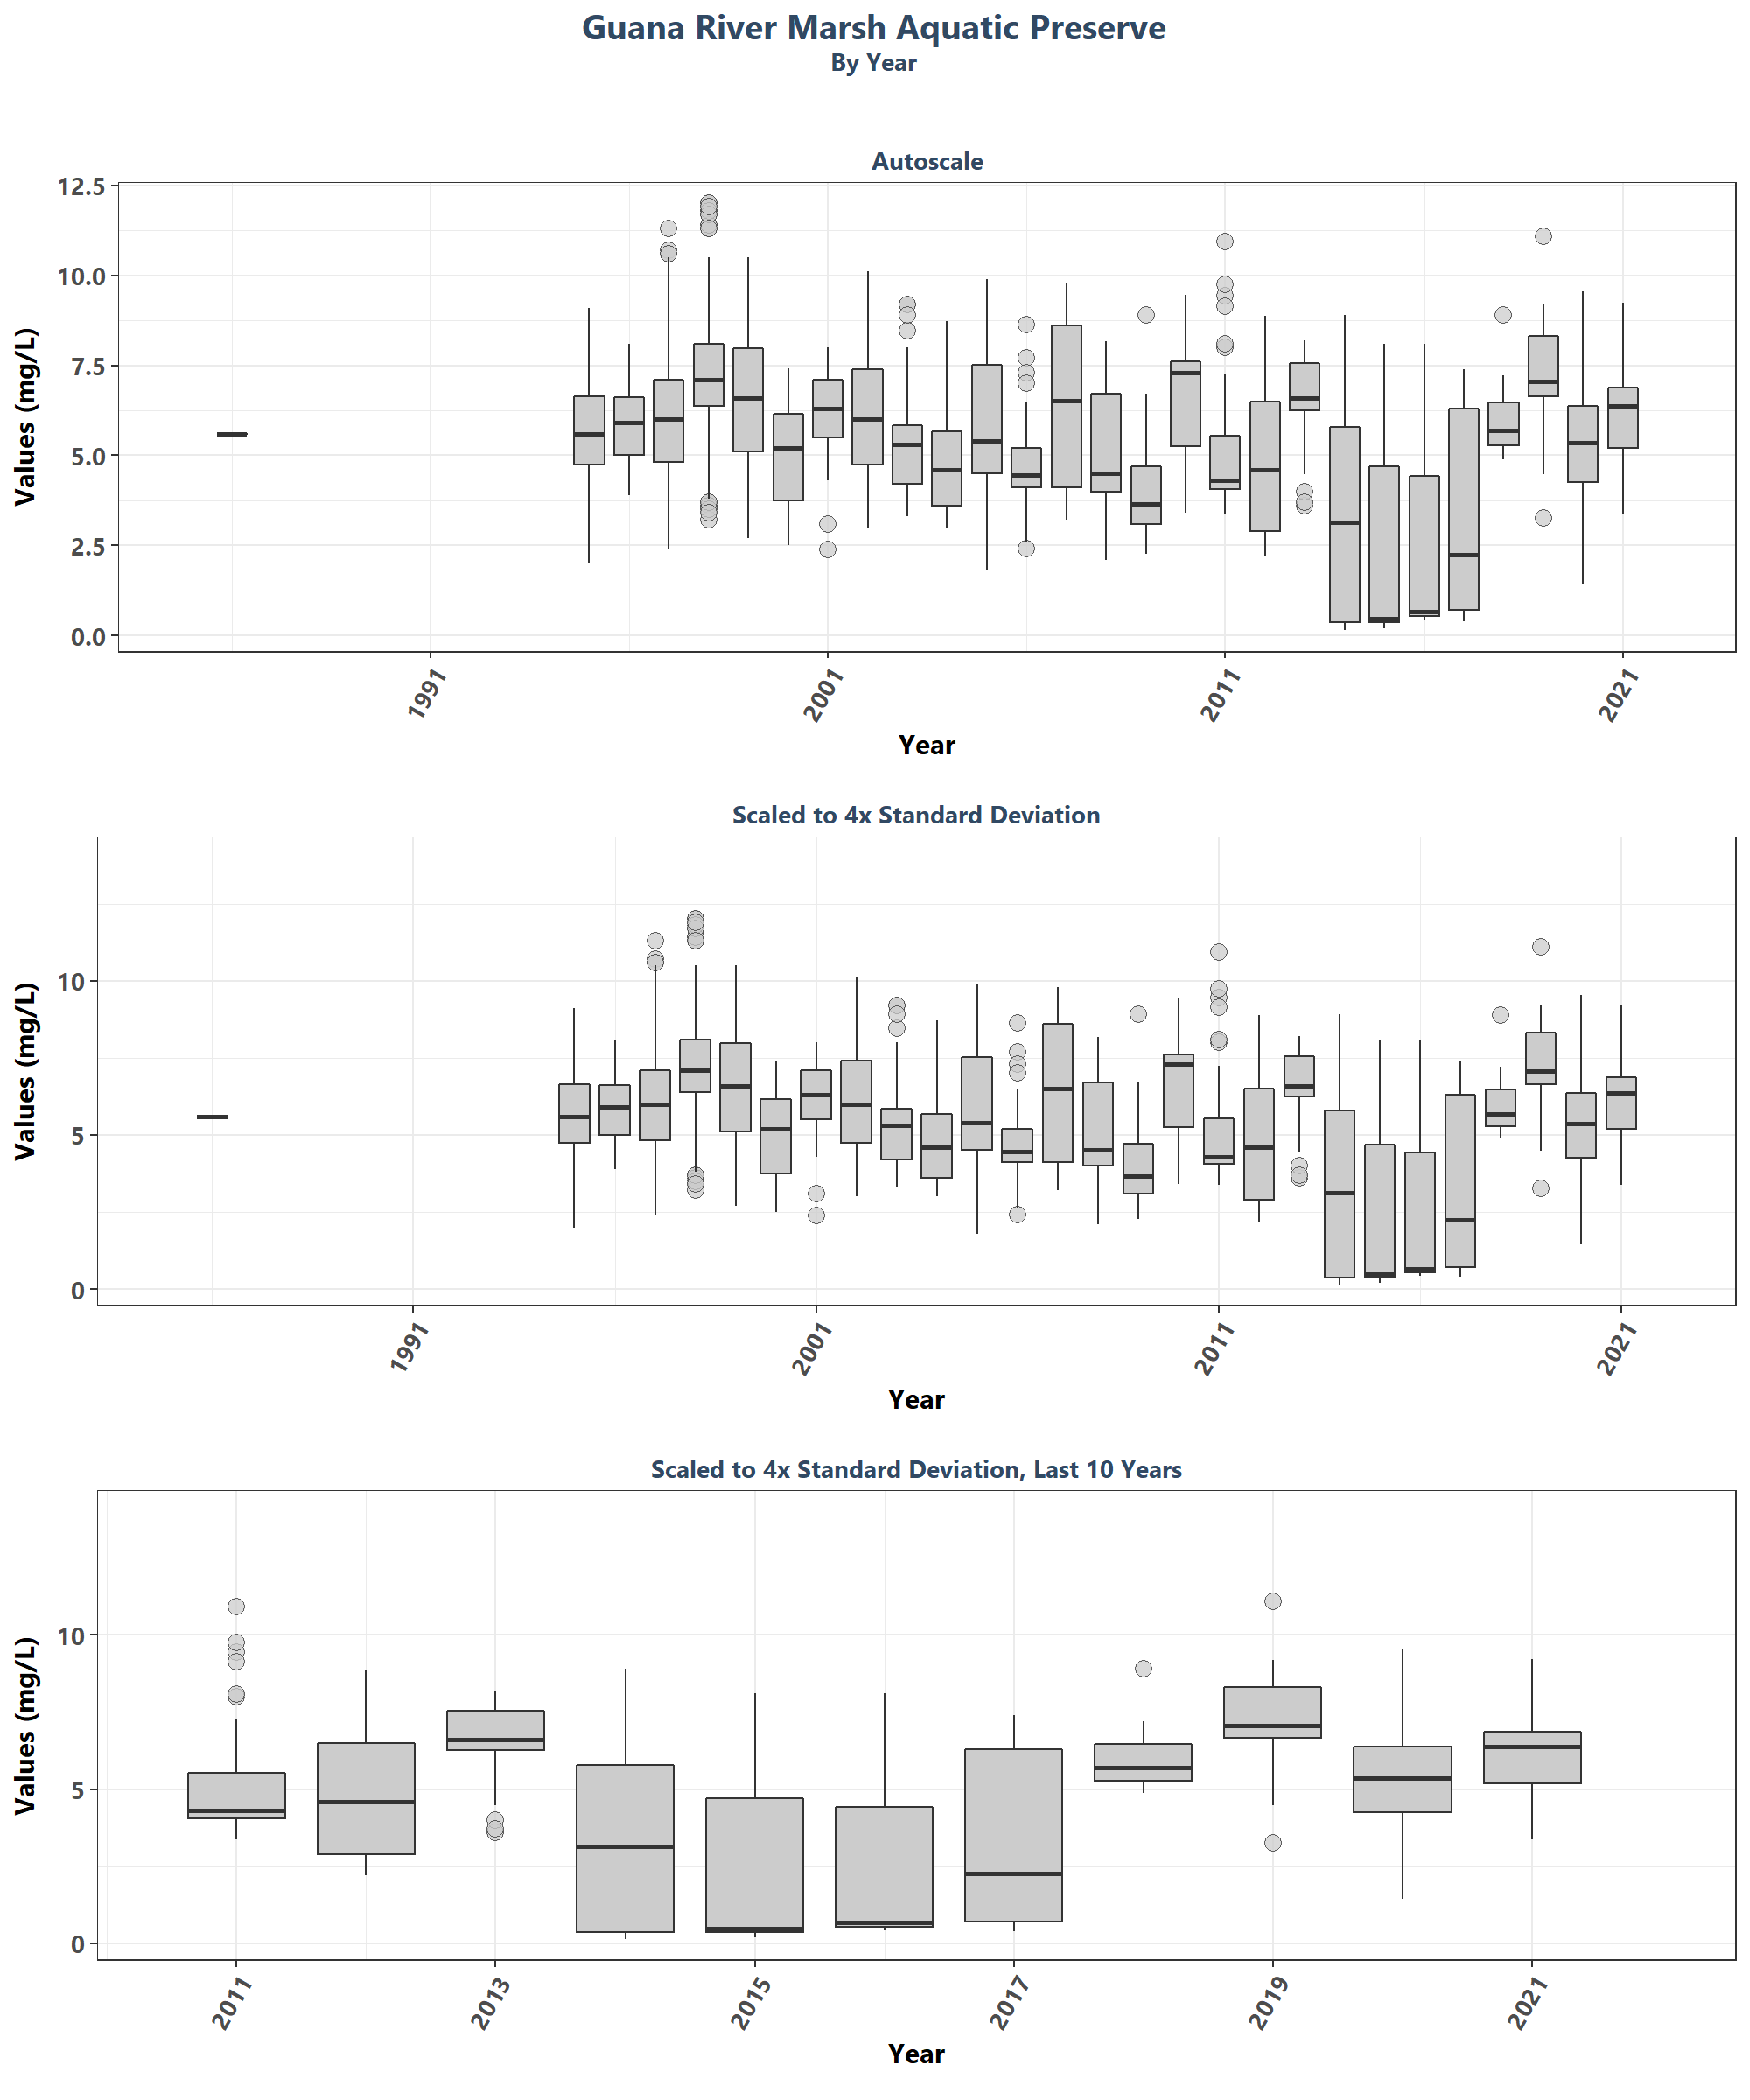 Guana River Marsh Aquatic Preserve
By Year
Autoscale
Values (mg/L)
12.5
10.0
7.5
5.0
2.5
0.0
1991
2001
2011
2021
Year
Scaled to 4x Standard Deviation
Values (mg/L)
10
5
0
1991
2001
2011
2021
Year
Scaled to 4x Standard Deviation, Last 10 Years
Values (mg/L)
10
5
0
2011
2013
2015
2017
2019
2021
Year